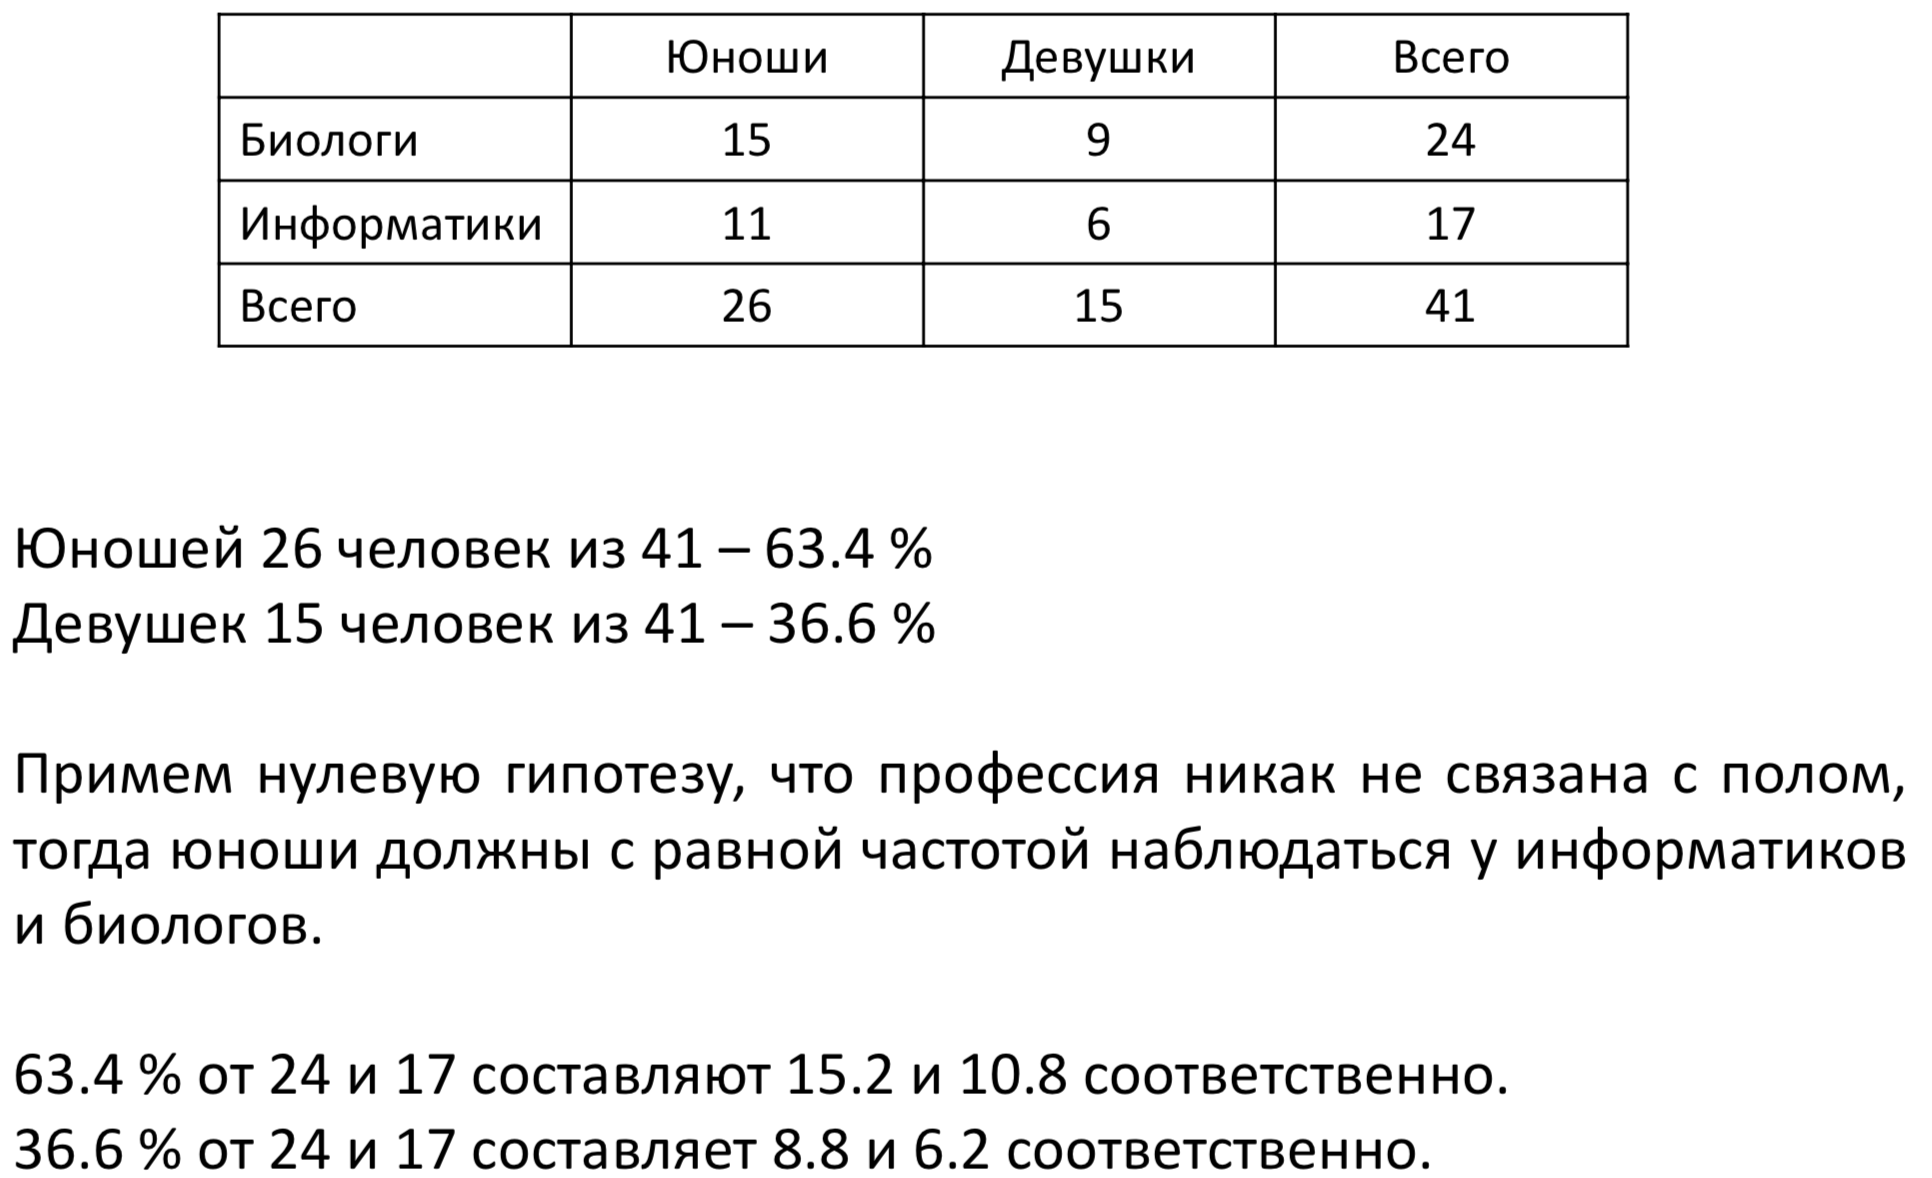 Юноши Девушки Всего
Биологи 15 9 24
Информатики 11 6 17
Всего 26 15 41
Юношей 26 человек из 41 – 63.4 %
Девушек 15 человек из 41 – 36.6 %
Примем нулевую гипотезу, что профессия никак не связана с полом,
тогда юноши должны с равной частотой наблюдаться у информатиков
и биологов.
63.4 % от 24 и 17 составляют 15.2 и 10.8 соответственно.
36.6 % от 24 и 17 составляет 8.8 и 6.2 соответственно.